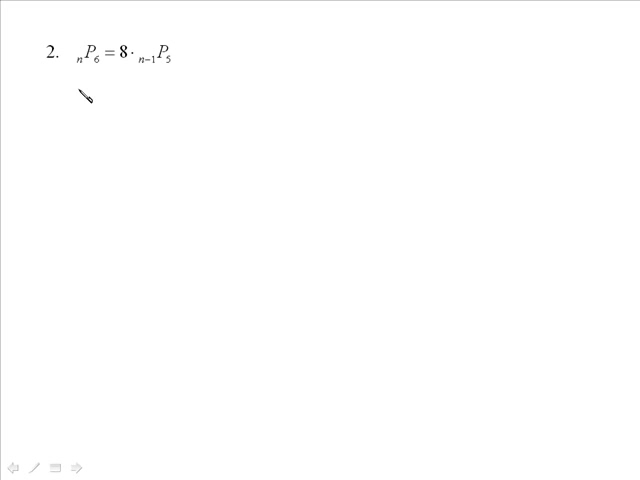 2. ₙP₆ = 8 · ₙ₋₁P₅